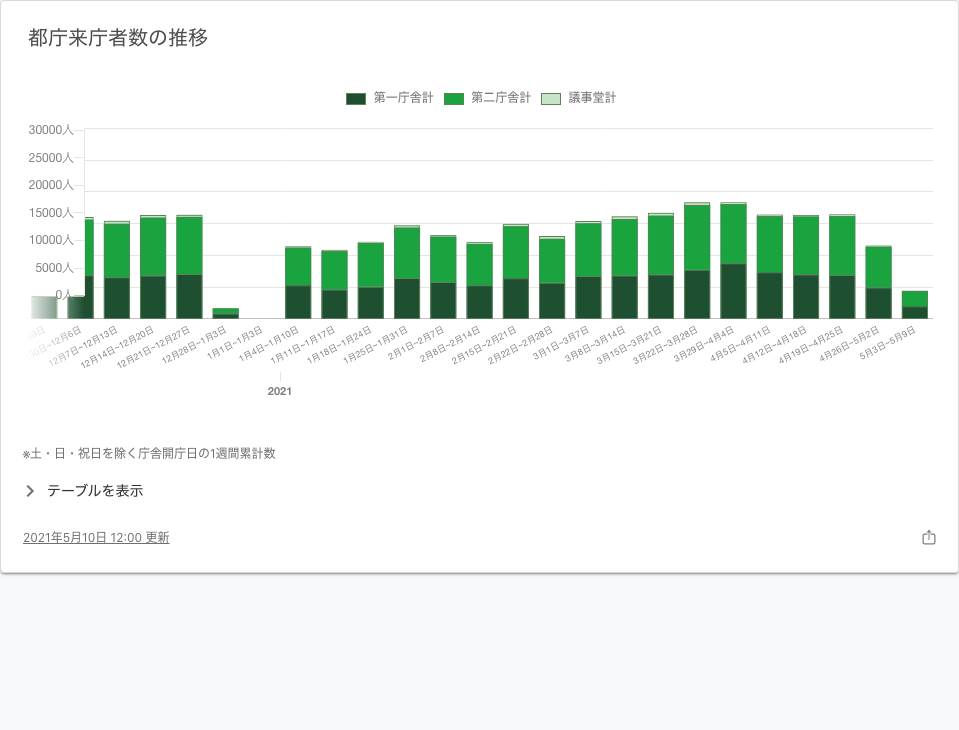 都庁来庁者数の推移
第一庁舎計 第二庁舎計 議事堂計
30000人
25000人
20000人
15000人
10000人
5000人
0人
12月7日~12月13日
12月14日~12月20日
12月21日~12月27日
12月28日~1月3日
1月1日~1月3日
1月4日~1月10日
1月11日~1月17日
1月18日~1月24日
1月25日~1月31日
2月1日~2月7日
2月8日~2月14日
2月15日~2月21日
2月22日~2月28日
3月1日~3月7日
3月8日~3月14日
3月15日~3月21日
3月22日~3月28日
3月29日~4月4日
4月5日~4月11日
4月12日~4月18日
4月19日~4月25日
4月26日~5月2日
5月3日~5月9日
2021
※土・日・祝日を除く庁舎開庁日の1週間累計数
テーブルを表示
2021年5月10日 12:00 更新